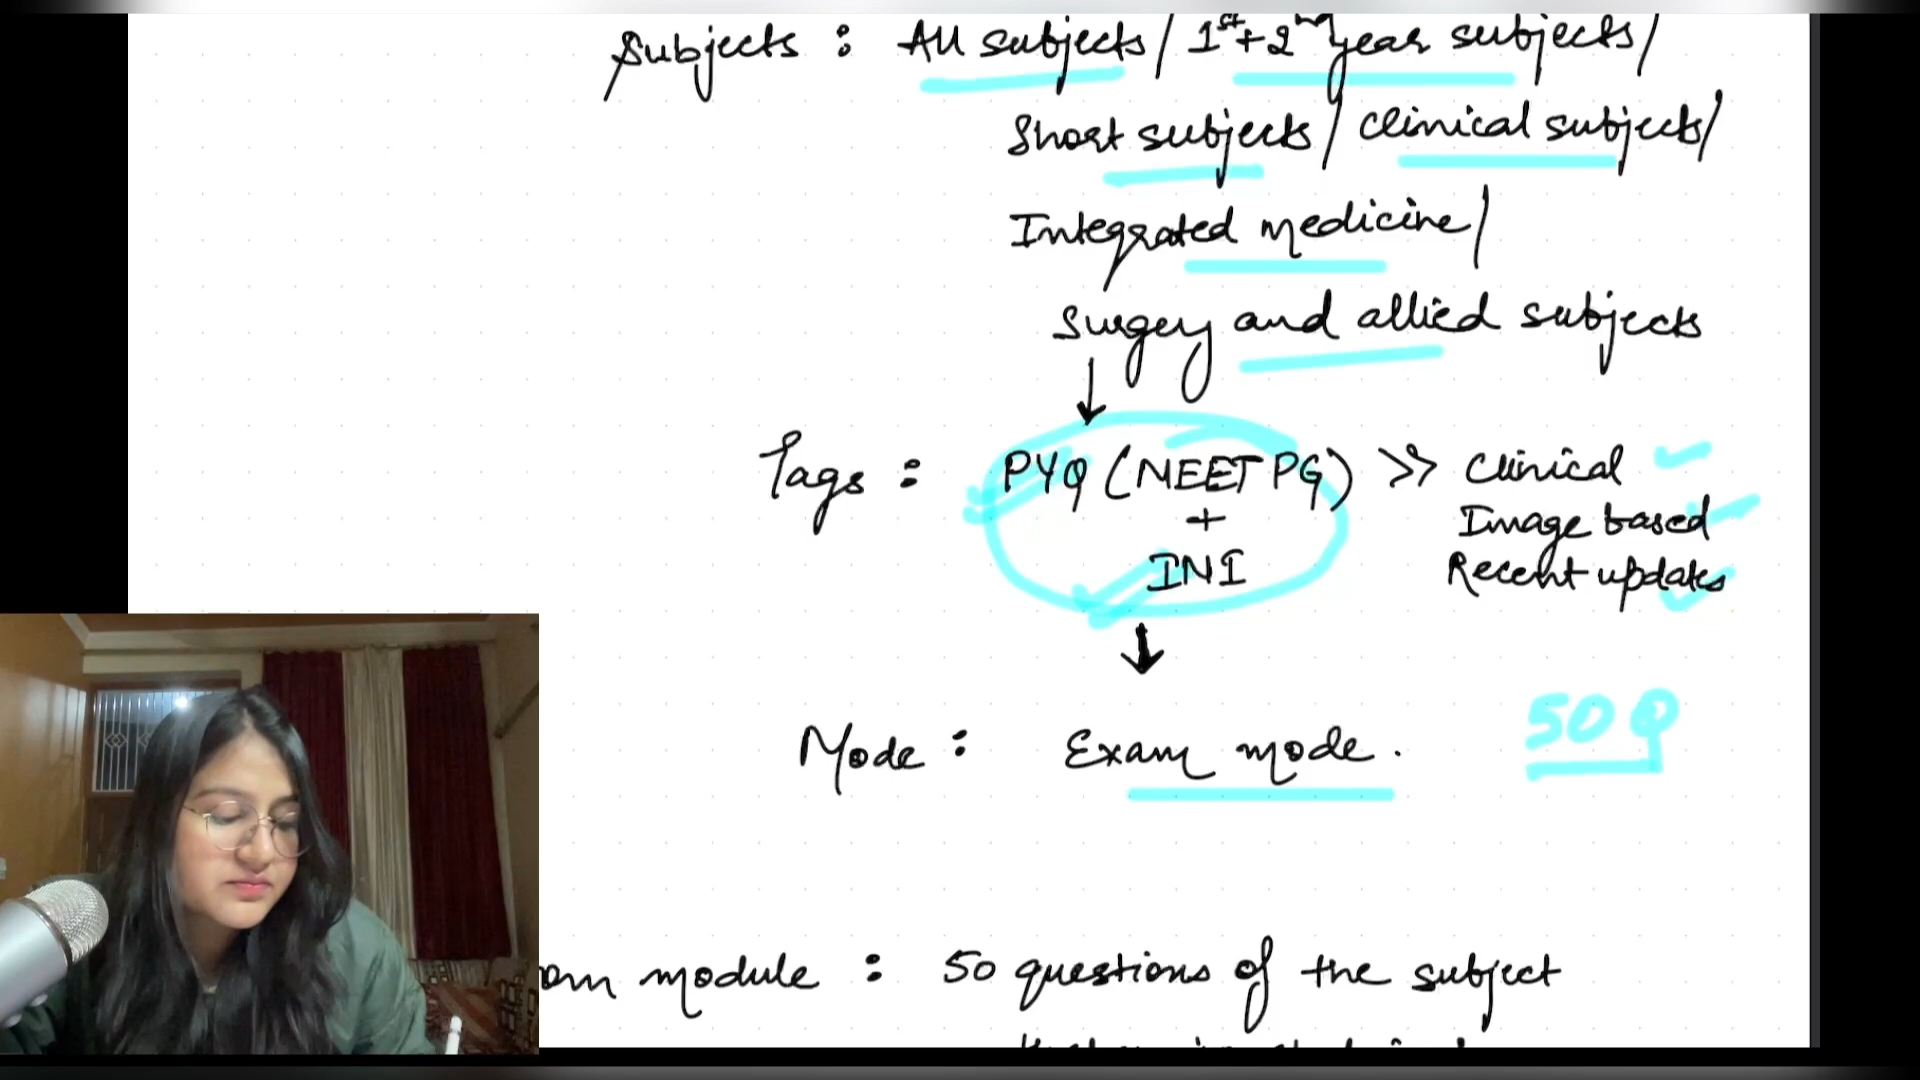 Subjects : All subjects / 1st + 2nd year subjects /
Short subjects / Clinical subjects /
Integrated medicine /
Surgery and allied subjects
Tags : PYQ (NEET PG) >> Clinical
+ Image based
INI Recent updates
Mode : Exam mode . 50 Q
om module : 50 questions of the subject